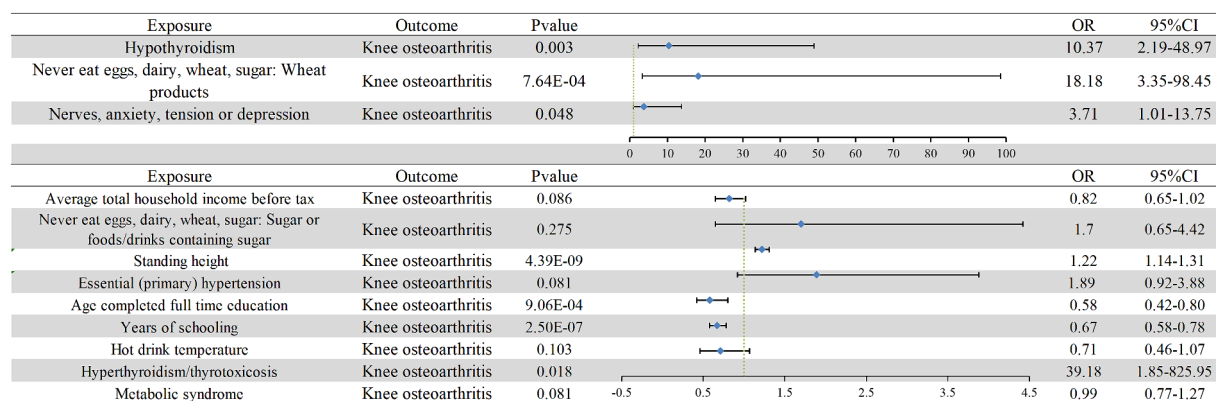 Exposure Outcome Pvalue OR 95%CI
Hypothyroidism Knee osteoarthritis 0.003 10.37 2.19-48.97
Never eat eggs, dairy, wheat, sugar: Wheat
products Knee osteoarthritis 7.64E-04 18.18 3.35-98.45
Nerves, anxiety, tension or depression Knee osteoarthritis 0.048 3.71 1.01-13.75
0 10 20 30 40 50 60 70 80 90 100
Exposure Outcome Pvalue OR 95%CI
Average total household income before tax Knee osteoarthritis 0.086 0.82 0.65-1.02
Never eat eggs, dairy, wheat, sugar: Sugar or
foods/drinks containing sugar Knee osteoarthritis 0.275 1.7 0.65-4.42
Standing height Knee osteoarthritis 4.39E-09 1.22 1.14-1.31
Essential (primary) hypertension Knee osteoarthritis 0.081 1.89 0.92-3.88
Age completed full time education Knee osteoarthritis 9.06E-04 0.58 0.42-0.80
Years of schooling Knee osteoarthritis 2.50E-07 0.67 0.58-0.78
Hot drink temperature Knee osteoarthritis 0.103 0.71 0.46-1.07
Hyperthyroidism/thyrotoxicosis Knee osteoarthritis 0.018 39.18 1.85-825.95
-0.5 0.5 1.5 2.5 3.5 4.5
Metabolic syndrome Knee osteoarthritis 0.081 0.99 0.77-1.27